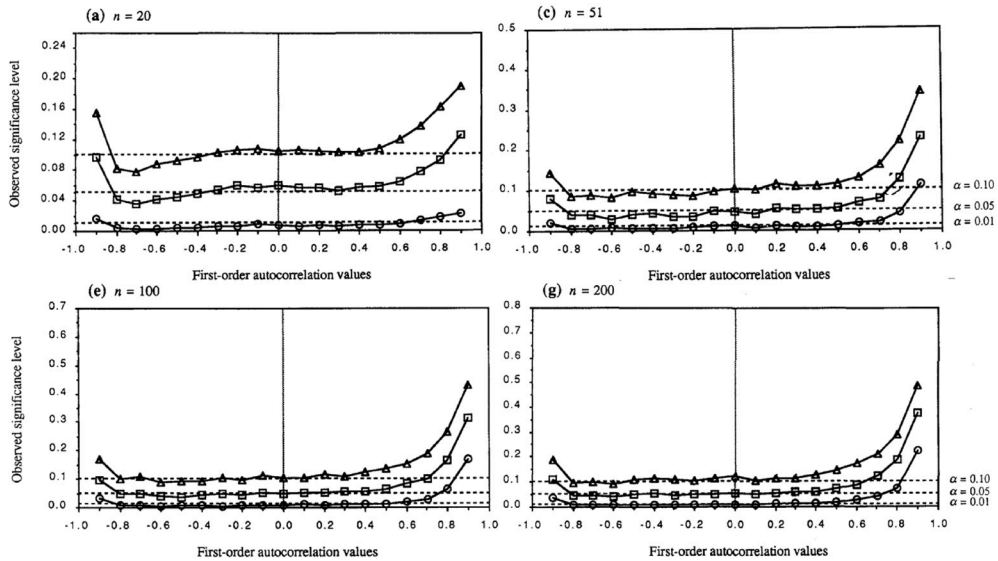 (a) n = 20
(c) n = 51
Observed significance level
0.24
0.20
0.16
0.12
0.08
0.04
0.00
-1.0 -0.8 -0.6 -0.4 -0.2 0.0 0.2 0.4 0.6 0.8 1.0
First-order autocorrelation values
0.5
0.4
0.3
0.2
0.1
0.0
α = 0.10
α = 0.05
α = 0.01
-1.0 -0.8 -0.6 -0.4 -0.2 0.0 0.2 0.4 0.6 0.8 1.0
First-order autocorrelation values
(e) n = 100
(g) n = 200
Observed significance level
0.7
0.6
0.5
0.4
0.3
0.2
0.1
0.0
-1.0 -0.8 -0.6 -0.4 -0.2 0.0 0.2 0.4 0.6 0.8 1.0
First-order autocorrelation values
0.8
0.7
0.6
0.5
0.4
0.3
0.2
0.1
0.0
α = 0.10
α = 0.05
α = 0.01
-1.0 -0.8 -0.6 -0.4 -0.2 0.0 0.2 0.4 0.6 0.8 1.0
First-order autocorrelation values